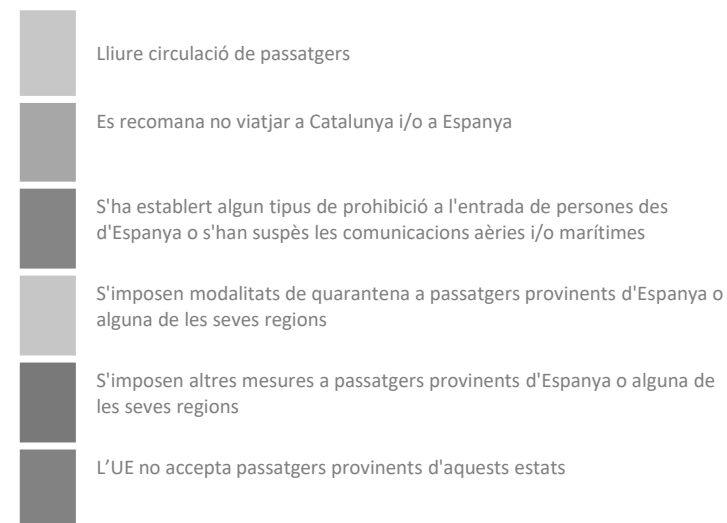 Lliure circulació de passatgers
Es recomana no viatjar a Catalunya i/o a Espanya
S'ha establert algun tipus de prohibició a l'entrada de persones des
d'Espanya o s'han suspès les comunicacions aèries i/o marítimes
S'imposen modalitats de quarantena a passatgers provinents d'Espanya o
alguna de les seves regions
S'imposen altres mesures a passatgers provinents d'Espanya o alguna de
les seves regions
L’UE no accepta passatgers provinents d'aquests estats